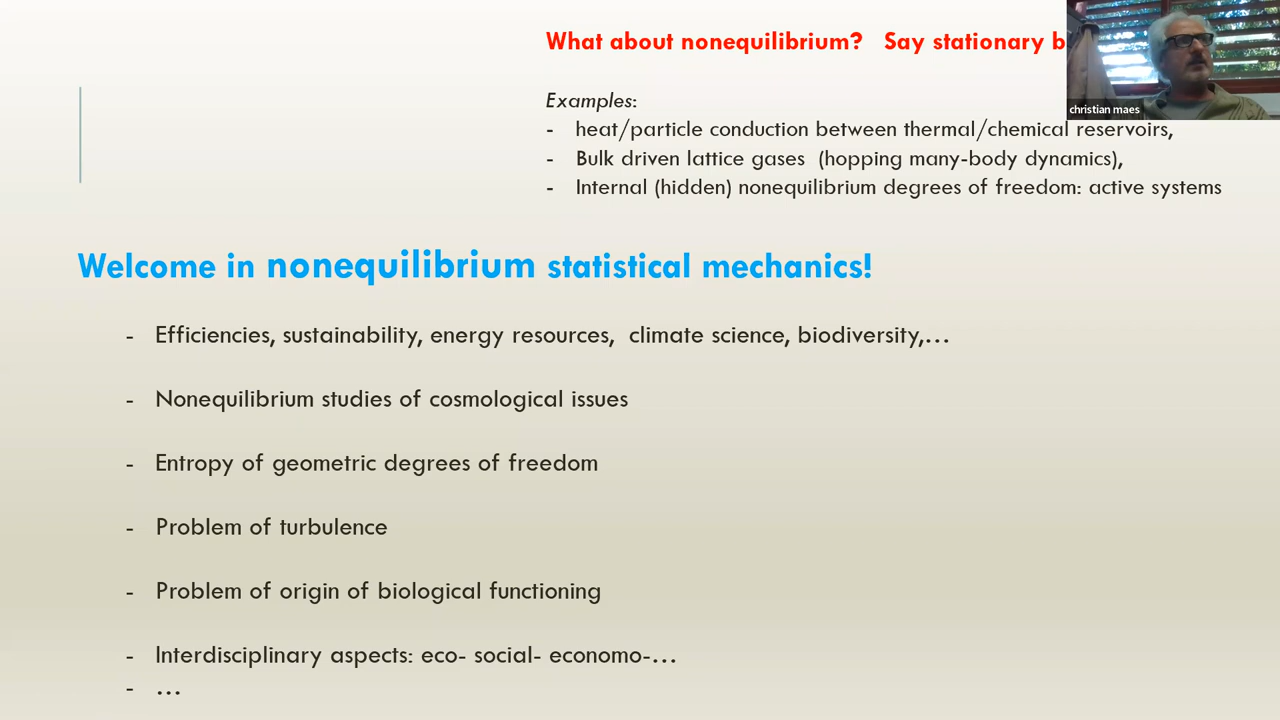 What about nonequilibrium? Say stationary b
christian maes
Examples:
- heat/particle conduction between thermal/chemical reservoirs,
- Bulk driven lattice gases (hopping many-body dynamics),
- Internal (hidden) nonequilibrium degrees of freedom: active systems
Welcome in nonequilibrium statistical mechanics!
- Efficiencies, sustainability, energy resources, climate science, biodiversity,...
- Nonequilibrium studies of cosmological issues
- Entropy of geometric degrees of freedom
- Problem of turbulence
- Problem of origin of biological functioning
- Interdisciplinary aspects: eco- social- economo-...
- ...